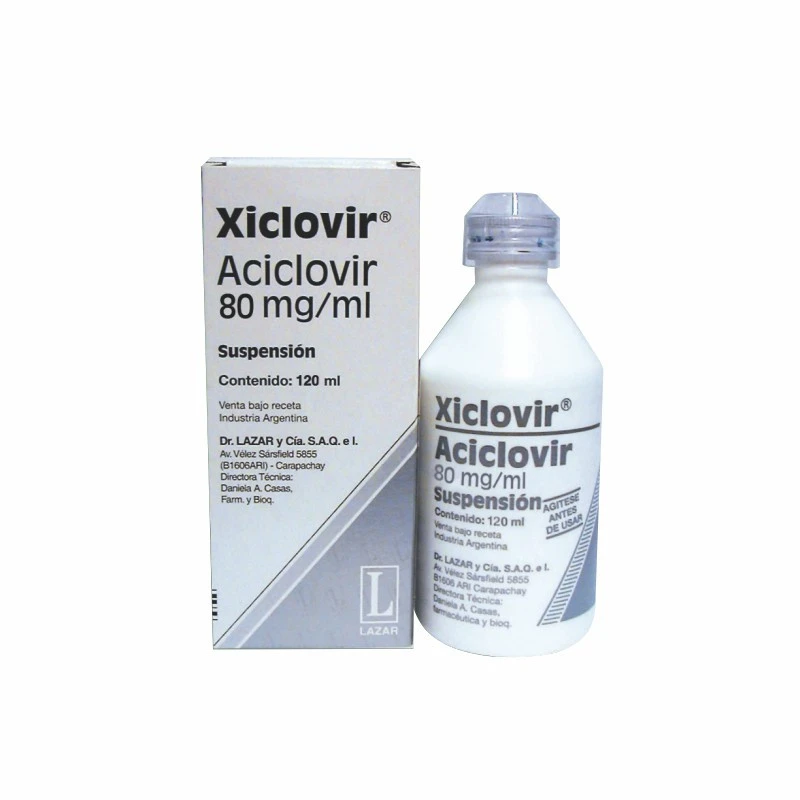 Xiclovir®
Aciclovir
80 mg/ml
Suspensión
Contenido: 120 ml
Venta bajo receta
Industria Argentina
Dr. LAZAR y Cía. S.A.Q. e I.
Av. Vélez Sársfield 5855
(B1606ARI) - Carapachay
Directora Técnica:
Daniela A. Casas,
Farm. y Bioq.
L
LAZAR
Xiclovir®
Aciclovir
80 mg/ml
Suspensión
Contenido: 120 ml
Venta bajo receta
Industria Argentina
AGITESE
ANTES
DE USAR
Dr. LAZAR y Cía. S.A.Q. e I.
Av. Vélez Sársfield 5855
B1606 ARI Carapachay
Directora Técnica:
Daniela A. Casas,
farmacéutica y bioq.